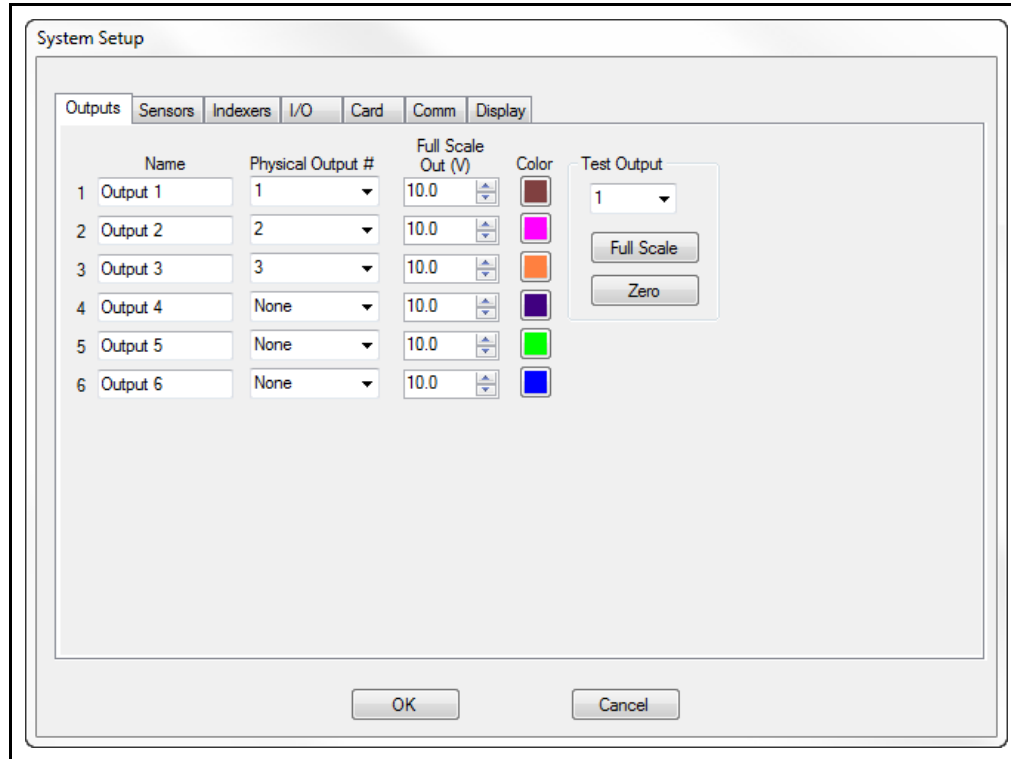 System Setup
Outputs Sensors Indexers I/O Card Comm Display
Name Physical Output # Full Scale Out (V) Color Test Output
1 Output 1 1 10.0 1
2 Output 2 2 10.0 Full Scale
3 Output 3 3 10.0 Zero
4 Output 4 None 10.0
5 Output 5 None 10.0
6 Output 6 None 10.0
OK Cancel